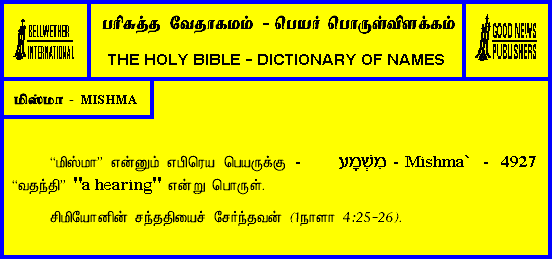 BELLWETHER
INTERNATIONAL
பரிசுத்த வேதாகமம் - பெயர் பொருள்விளக்கம்
THE HOLY BIBLE - DICTIONARY OF NAMES
GOOD NEWS
PUBLISHERS
மிஸ்மா - MISHMA
“மிஸ்மா” என்னும் எபிரெய பெயருக்கு - מִשְׁמָע - Mishma` - 4927
“வதந்தி” "a hearing" என்று பொருள்.
சிமியோனின் சந்ததியைச் சேர்ந்தவன் (1நாளா 4:25-26).